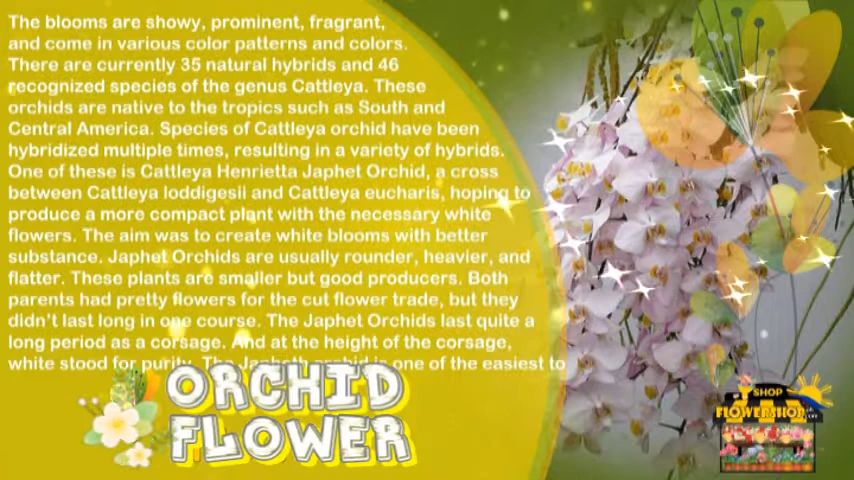 The blooms are showy, prominent, fragrant,
and come in various color patterns and colors.
There are currently 35 natural hybrids and 46
recognized species of the genus Cattleya. These
orchids are native to the tropics such as South and
Central America. Species of Cattleya orchid have been
hybridized multiple times, resulting in a variety of hybrids.
One of these is Cattleya Henrietta Japhet Orchid, a cross
between Cattleya loddigesii and Cattleya eucharis, hoping to
produce a more compact plant with the necessary white
flowers. The aim was to create white blooms with better
substance. Japhet Orchids are usually rounder, heavier, and
flatter. These plants are smaller but good producers. Both
parents had pretty flowers for the cut flower trade, but they
didn't last long in one course. The Japhet Orchids last quite a
long period as a corsage. And at the height of the corsage,
white stood for purity. The Japheth orchid is one of the easiest to
ORCHID
FLOWER
SHOP
FLOWERSHOP